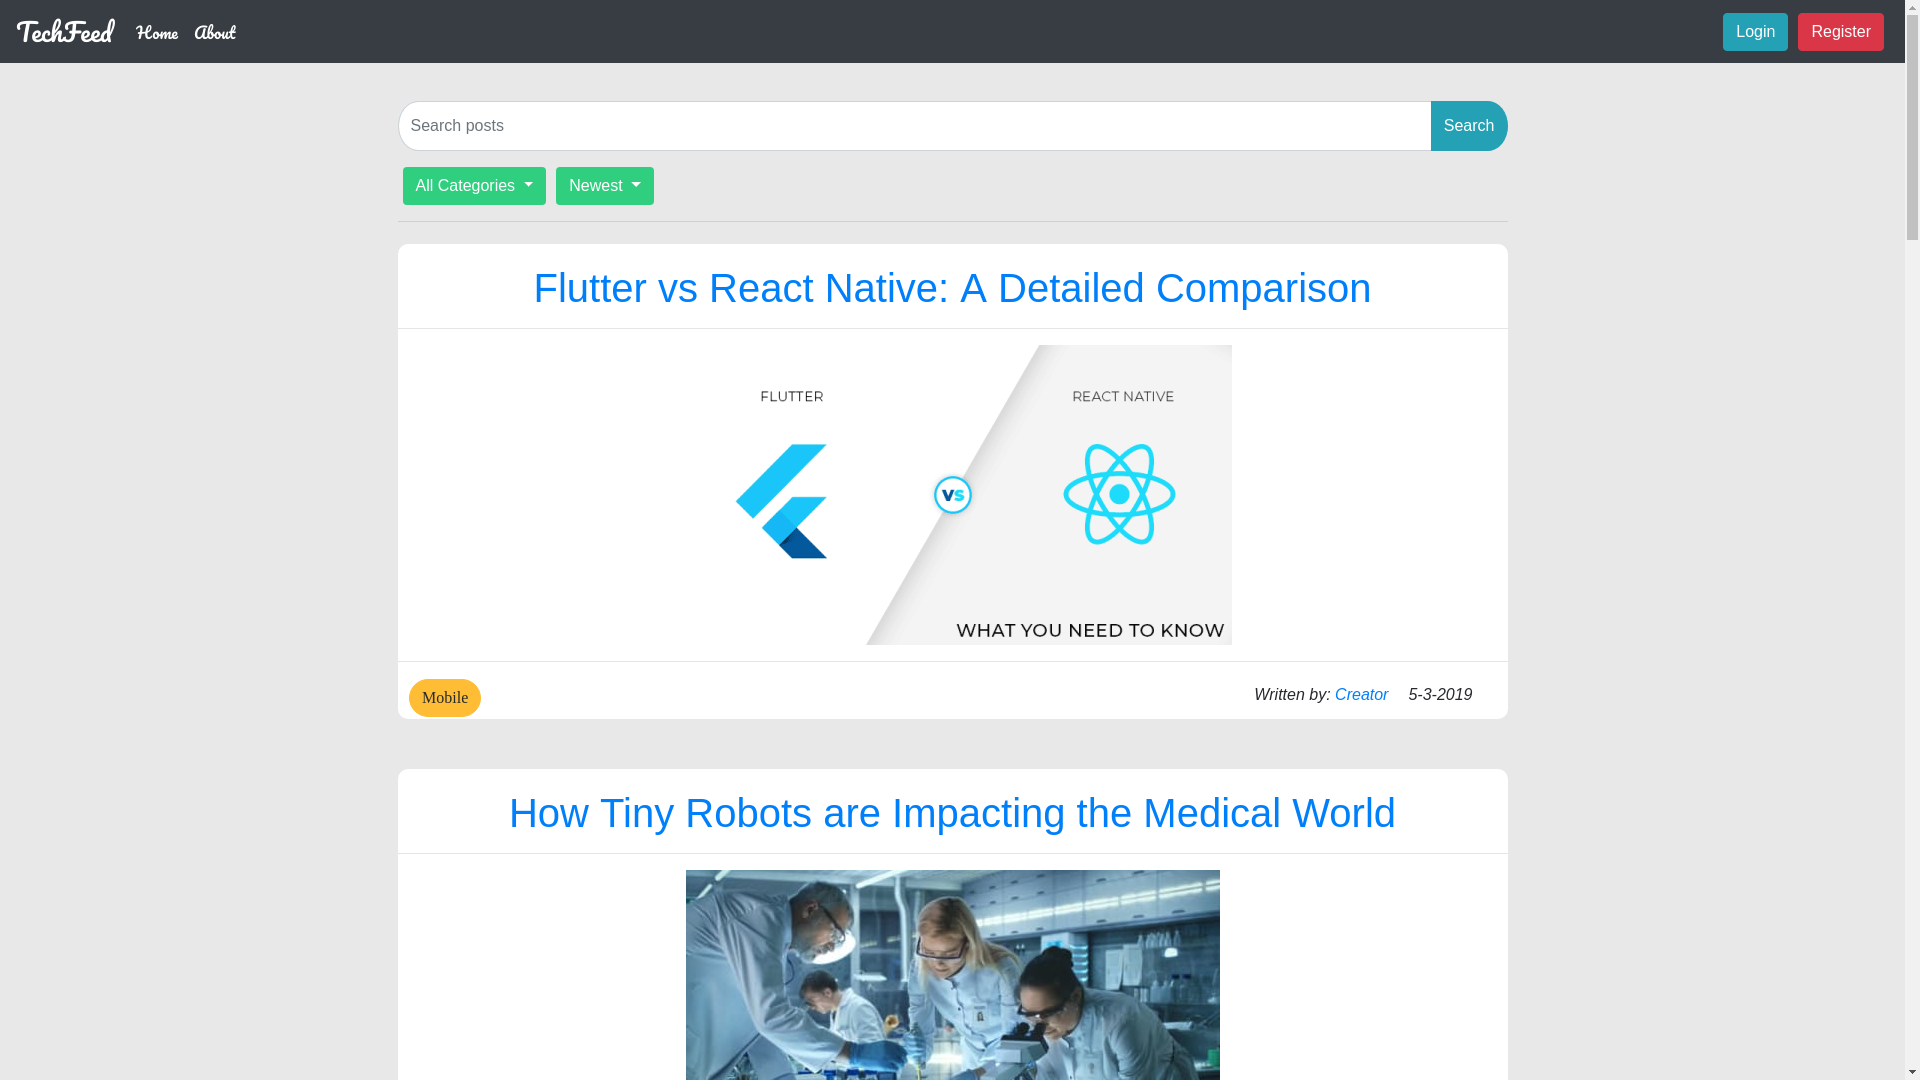 TechFeed Home About Login Register
Search posts Search
All Categories Newest
Flutter vs React Native: A Detailed Comparison
FLUTTER REACT NATIVE
VS
WHAT YOU NEED TO KNOW
Mobile Written by: Creator 5-3-2019
How Tiny Robots are Impacting the Medical World